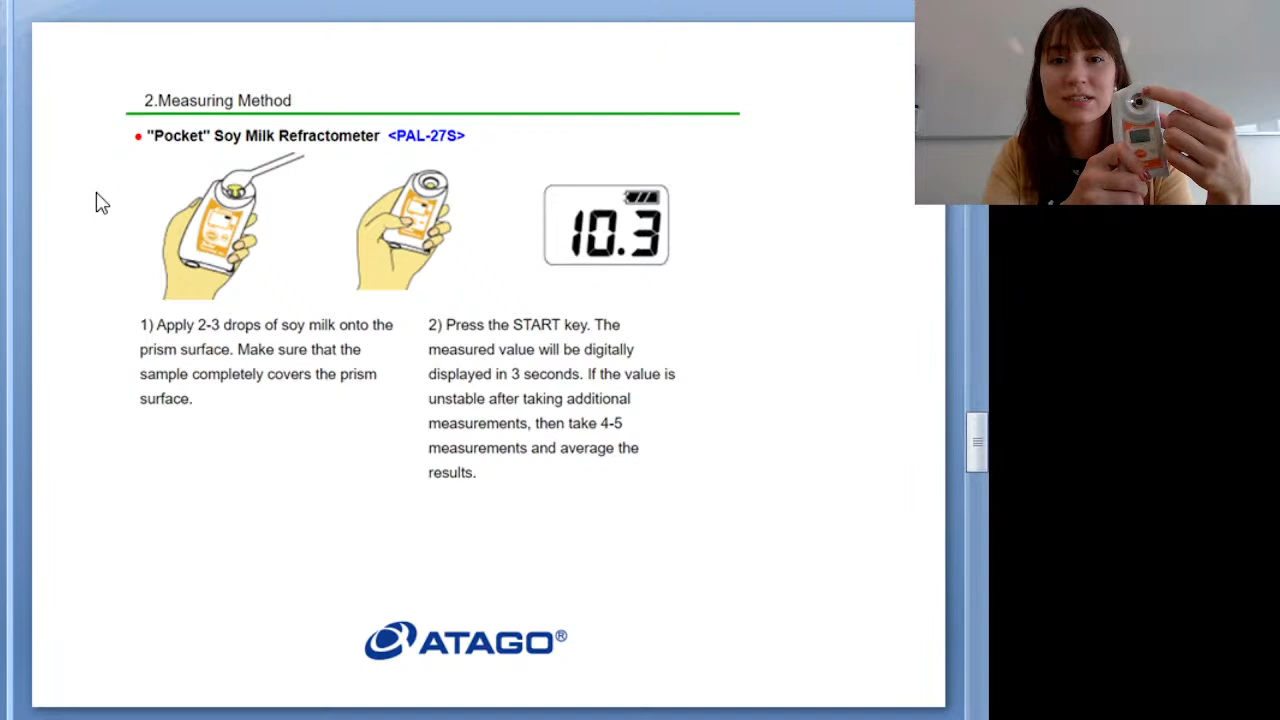 2.Measuring Method
"Pocket" Soy Milk Refractometer <PAL-27S>
10.3
1) Apply 2-3 drops of soy milk onto the
prism surface. Make sure that the
sample completely covers the prism
surface.
2) Press the START key. The
measured value will be digitally
displayed in 3 seconds. If the value is
unstable after taking additional
measurements, then take 4-5
measurements and average the
results.
ATAGO®